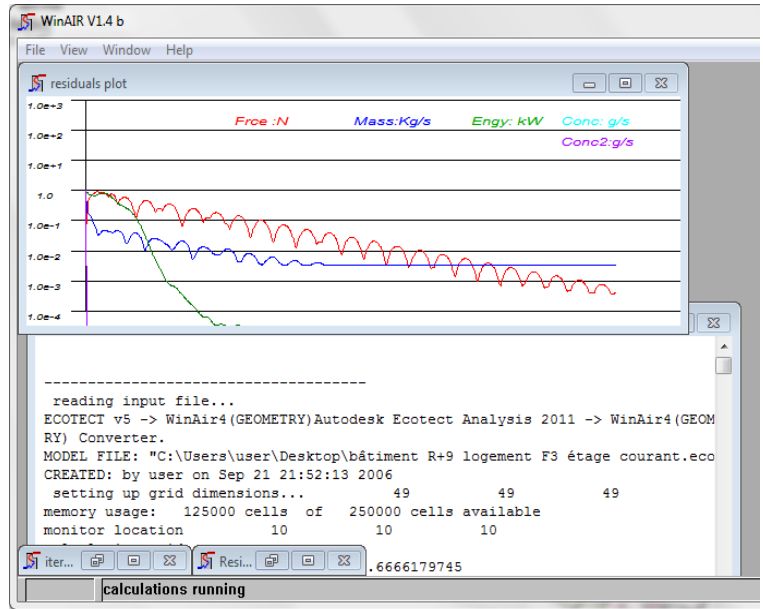 WinAIR V1.4 b
File View Window Help
residuals plot
1.0e+3
Frce :N Mass:Kg/s Engy: kW Conc: g/s
1.0e+2
Conc2:g/s
1.0e+1
1.0
1.0e-1
1.0e-2
1.0e-3
1.0e-4
-------------------------------------
reading input file...
ECOTECT v5 -> WinAir4(GEOMETRY)Autodesk Ecotect Analysis 2011 -> WinAir4(GEOM
RY) Converter.
MODEL FILE: "C:\Users\user\Desktop\bâtiment R+9 logement F3 étage courant.eco
CREATED: by user on Sep 21 21:52:13 2006
setting up grid dimensions... 49 49 49
memory usage: 125000 cells of 250000 cells available
monitor location 10 10 10
iter... Resi... .6666179745
calculations running